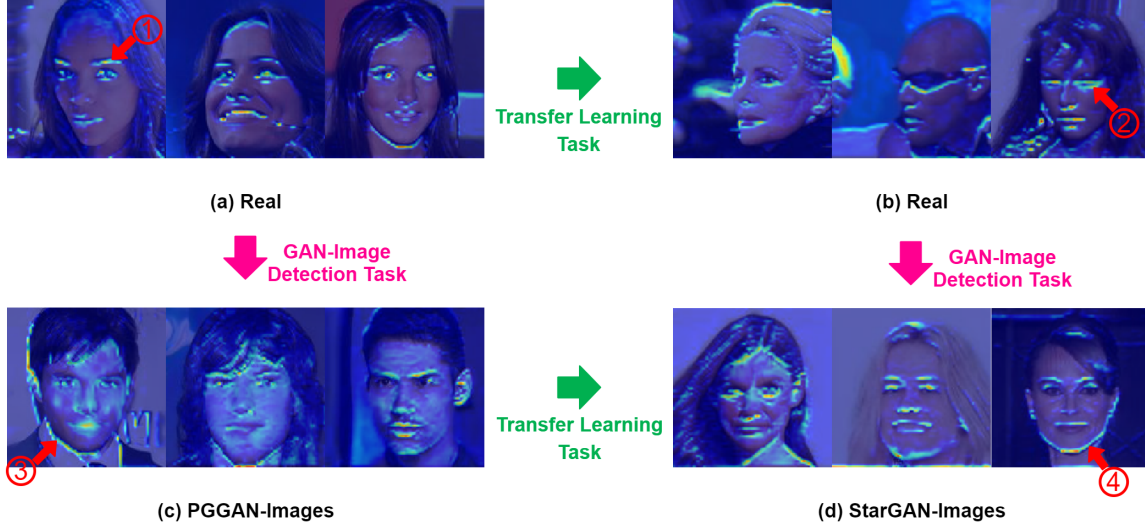 ①
②
Transfer Learning
Task
(a) Real
(b) Real
GAN-Image
Detection Task
GAN-Image
Detection Task
M
③
④
Transfer Learning
Task
(c) PGGAN-Images
(d) StarGAN-Images